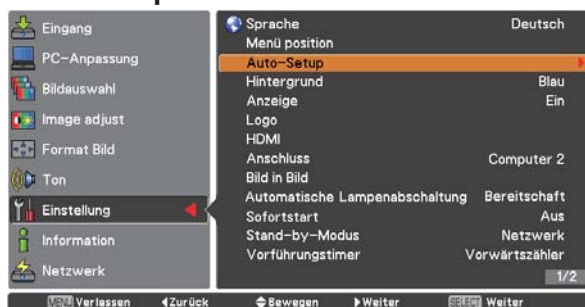 Eingang
PC-Anpassung
Bildauswahl
Image adjust
Format Bild
Ton
Einstellung
Information
Netzwerk
Sprache Deutsch
Menü position
Auto-Setup
Hintergrund Blau
Anzeige Ein
Logo
HDMI
Anschluss Computer 2
Bild in Bild
Automatische Lampenabschaltung Bereitschaft
Sofortstart Aus
Stand-by-Modus Netzwerk
Vorführungstimer Vorwärtszähler
1/2
MENU Verlassen Zurück Bewegen Weiter SELECT Weiter